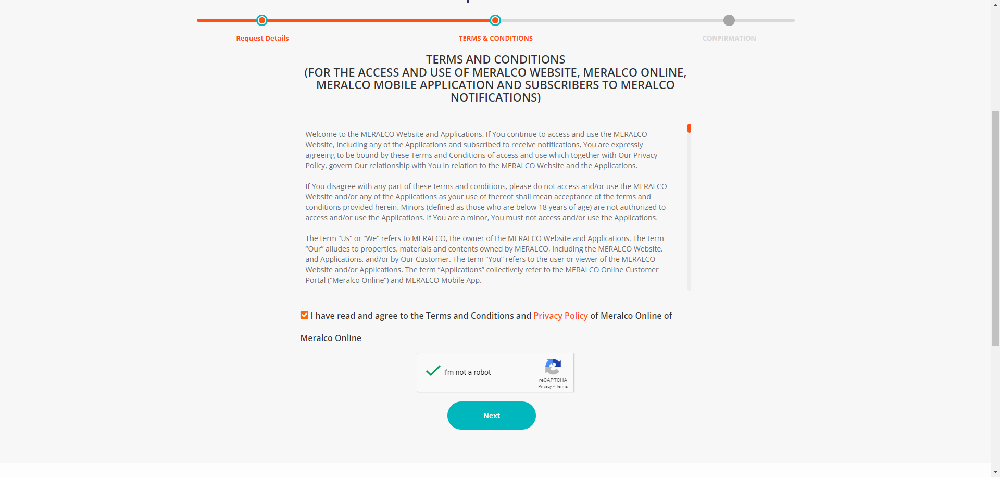 Request Details
TERMS & CONDITIONS
CONFIRMATION
TERMS AND CONDITIONS
(FOR THE ACCESS AND USE OF MERALCO WEBSITE, MERALCO ONLINE,
MERALCO MOBILE APPLICATION AND SUBSCRIBERS TO MERALCO
NOTIFICATIONS)
Welcome to the MERALCO Website and Applications. If You continue to access and use the MERALCO
Website, including any of the Applications and subscribed to receive notifications, You are expressly
agreeing to be bound by these Terms and Conditions of access and use which together with Our Privacy
Policy, govern Our relationship with You in relation to the MERALCO Website and the Applications.
If You disagree with any part of these terms and conditions, please do not access and/or use the MERALCO
Website and/or any of the Applications as your use of thereof shall mean acceptance of the terms and
conditions provided herein. Minors (defined as those who are below 18 years of age) are not authorized to
access and/or use the Applications. If You are a minor, You must not access and/or use the Applications.
The term “Us” or “We” refers to MERALCO, the owner of the MERALCO Website and Applications. The term
“Our” alludes to properties, materials and contents owned by MERALCO, including the MERALCO Website,
and Applications, and/or by Our Customer. The term “You” refers to the user or viewer of the MERALCO
Website and/or Applications. The term “Applications” collectively refer to the MERALCO Online Customer
Portal (“Meralco Online”) and MERALCO Mobile App.
I have read and agree to the Terms and Conditions and Privacy Policy of Meralco Online of
Meralco Online
I'm not a robot
reCAPTCHA
Privacy - Terms
Next